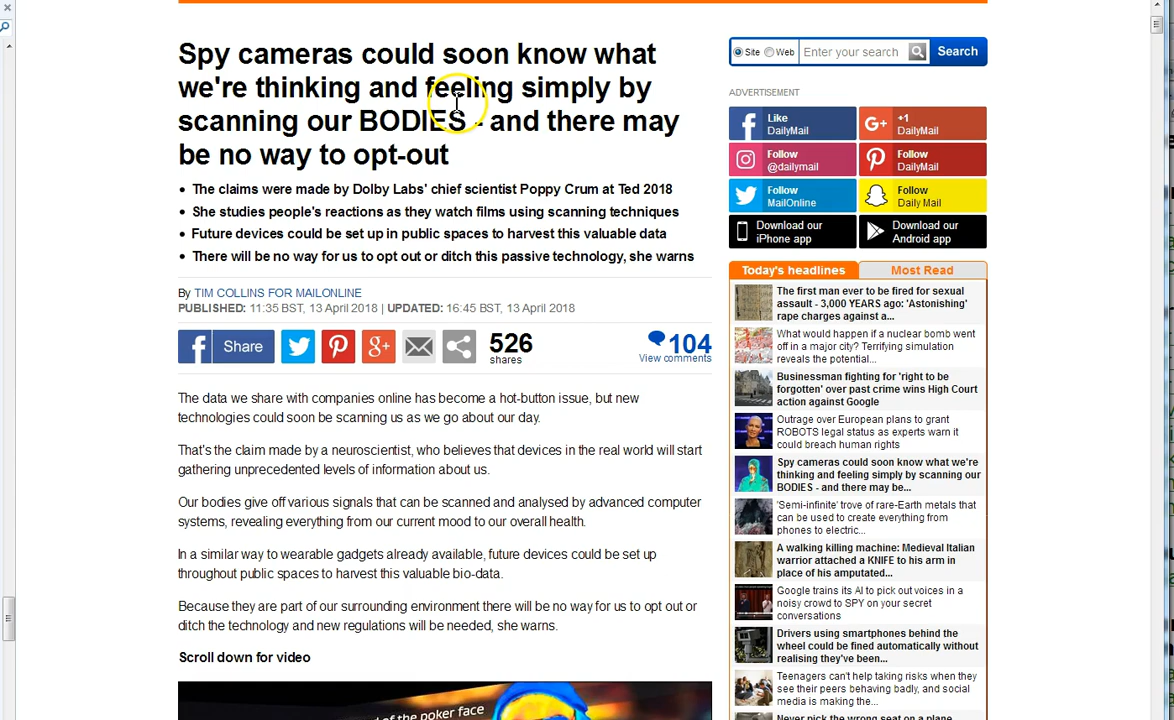 Spy cameras could soon know what
we're thinking and feeling simply by
scanning our BODIES - and there may
be no way to opt-out
• The claims were made by Dolby Labs' chief scientist Poppy Crum at Ted 2018
• She studies people's reactions as they watch films using scanning techniques
• Future devices could be set up in public spaces to harvest this valuable data
• There will be no way for us to opt out or ditch this passive technology, she warns
By TIM COLLINS FOR MAILONLINE
PUBLISHED: 11:35 BST, 13 April 2018 | UPDATED: 16:45 BST, 13 April 2018
Share
526
shares
104
View comments
The data we share with companies online has become a hot-button issue, but new
technologies could soon be scanning us as we go about our day.
That's the claim made by a neuroscientist, who believes that devices in the real world will start
gathering unprecedented levels of information about us.
Our bodies give off various signals that can be scanned and analysed by advanced computer
systems, revealing everything from our current mood to our overall health.
In a similar way to wearable gadgets already available, future devices could be set up
throughout public spaces to harvest this valuable bio-data.
Because they are part of our surrounding environment there will be no way for us to opt out or
ditch the technology and new regulations will be needed, she warns.
Scroll down for video
of the poker face
Site Web Enter your search Search
ADVERTISEMENT
Like
DailyMail
+1
DailyMail
Follow
@dailymail
Follow
DailyMail
Follow
MailOnline
Follow
Daily Mail
Download our
iPhone app
Download our
Android app
Today's headlines Most Read
The first man ever to be fired for sexual
assault - 3,000 YEARS ago: 'Astonishing'
rape charges against a...
What would happen if a nuclear bomb went
off in a major city? Terrifying simulation
reveals the potential...
Businessman fighting for 'right to be
forgotten' over past crime wins High Court
action against Google
Outrage over European plans to grant
ROBOTS legal status as experts warn it
could breach human rights
Spy cameras could soon know what we're
thinking and feeling simply by scanning our
BODIES - and there may be...
'Semi-infinite' trove of rare-Earth metals that
can be used to create everything from
phones to electric...
A walking killing machine: Medieval Italian
warrior attached a KNIFE to his arm in
place of his amputated...
Google trains its AI to pick out voices in a
noisy crowd to SPY on your secret
conversations
Drivers using smartphones behind the
wheel could be fined automatically without
realising they've been...
Teenagers can't help taking risks when they
see their peers behaving badly, and social
media is making the...
Never pick the wrong seat on a plane